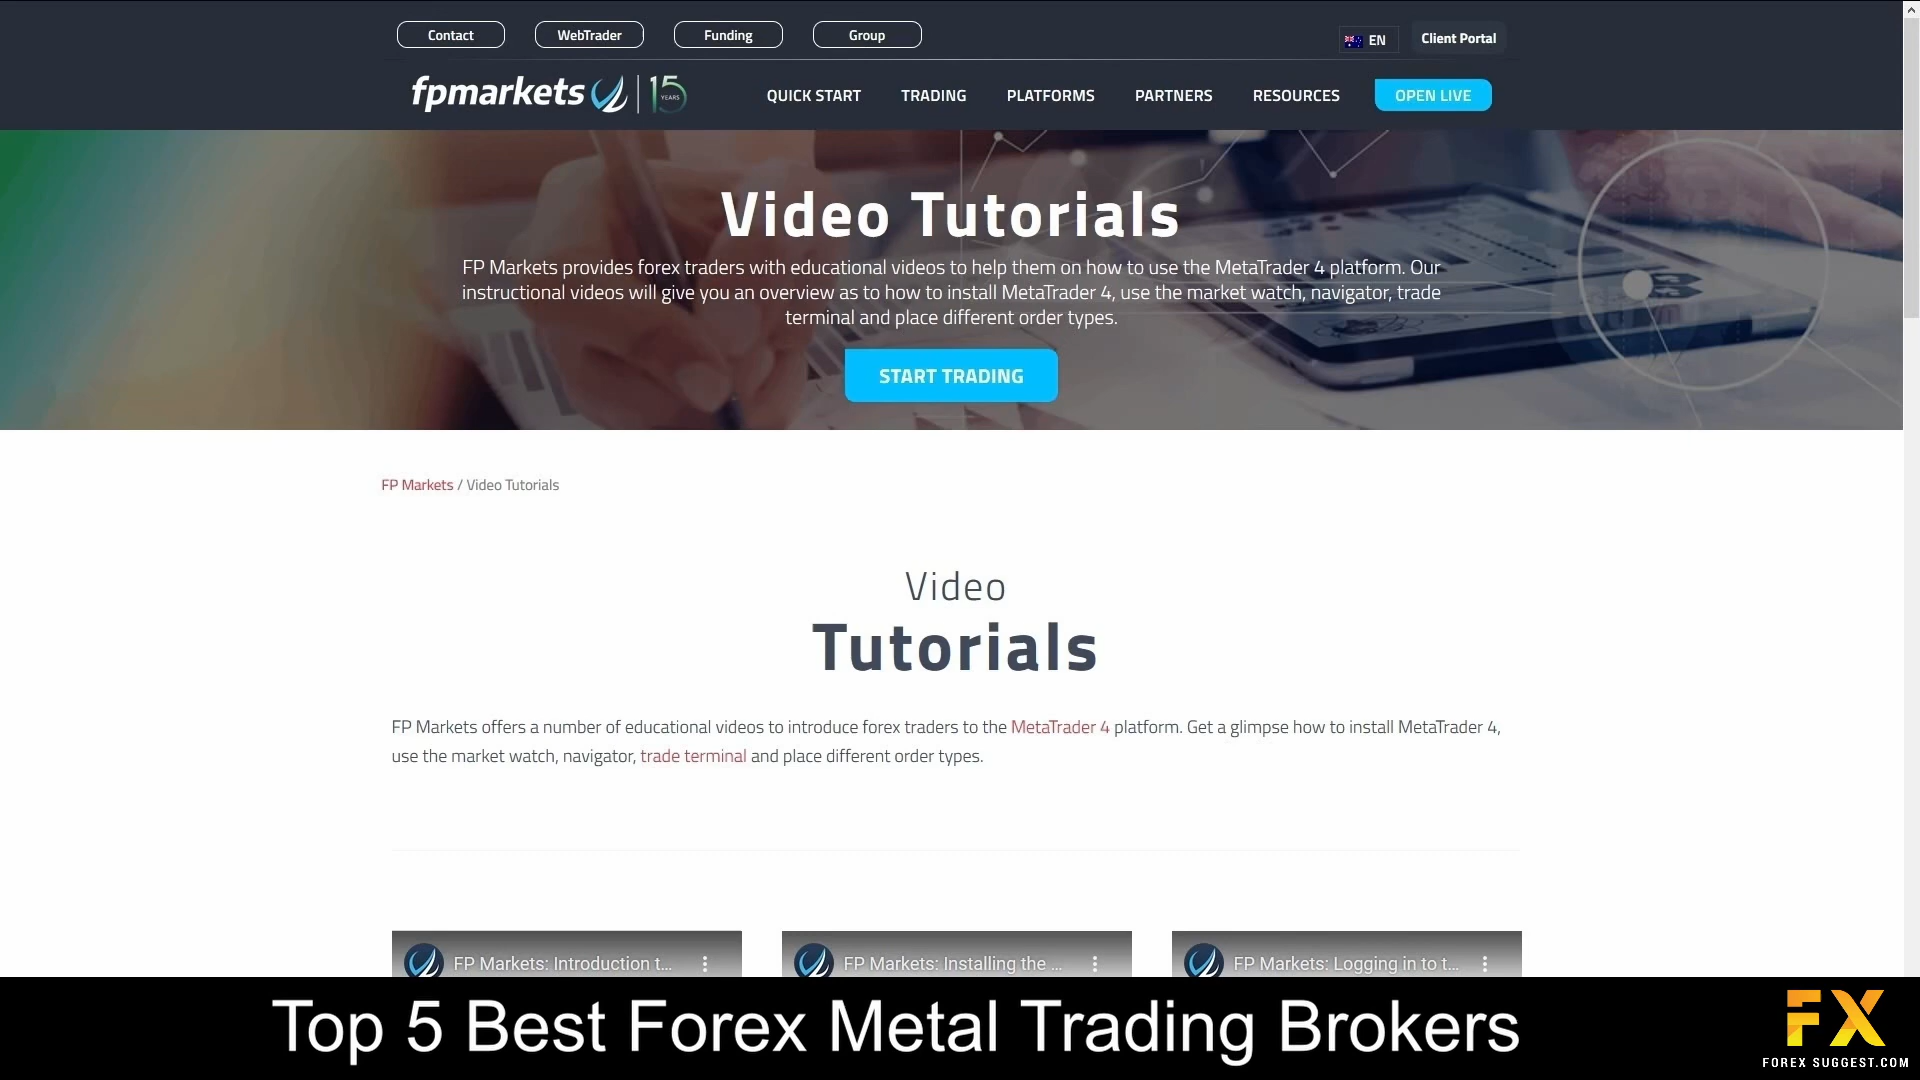 Contact
WebTrader
Funding
Group
EN
Client Portal
fpmarkets
15 YEARS
QUICK START
TRADING
PLATFORMS
PARTNERS
RESOURCES
OPEN LIVE
Video Tutorials
FP Markets provides forex traders with educational videos to help them on how to use the MetaTrader 4 platform. Our
instructional videos will give you an overview as to how to install MetaTrader 4, use the market watch, navigator, trade
terminal and place different order types.
START TRADING
FP Markets / Video Tutorials
Video
Tutorials
FP Markets offers a number of educational videos to introduce forex traders to the MetaTrader 4 platform. Get a glimpse how to install MetaTrader 4,
use the market watch, navigator, trade terminal and place different order types.
FP Markets: Introduction t...
FP Markets: Installing the ...
FP Markets: Logging in to t...
Top 5 Best Forex Metal Trading Brokers
FX
FOREX SUGGEST.COM